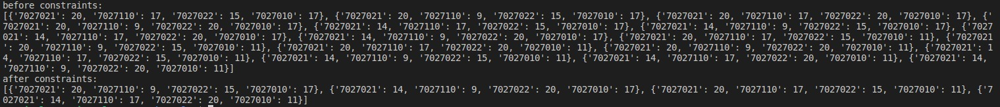 before constraints:
[{'7027021': 20, '7027110': 17, '7027022': 15, '7027010': 17}, {'7027021': 20, '7027110': 9, '7027022': 15, '7027010': 17}, {'7027021': 20, '7027110': 17, '7027022': 20, '7027010': 17}, {'
7027021': 20, '7027110': 9, '7027022': 20, '7027010': 17}, {'7027021': 14, '7027110': 17, '7027022': 15, '7027010': 17}, {'7027021': 14, '7027110': 9, '7027022': 15, '7027010': 17}, {'7027
021': 14, '7027110': 17, '7027022': 20, '7027010': 17}, {'7027021': 14, '7027110': 9, '7027022': 20, '7027010': 17}, {'7027021': 20, '7027110': 17, '7027022': 15, '7027010': 11}, {'7027021
': 20, '7027110': 9, '7027022': 15, '7027010': 11}, {'7027021': 20, '7027110': 17, '7027022': 20, '7027010': 11}, {'7027021': 20, '7027110': 9, '7027022': 20, '7027010': 11}, {'7027021': 1
4, '7027110': 17, '7027022': 15, '7027010': 11}, {'7027021': 14, '7027110': 9, '7027022': 15, '7027010': 11}, {'7027021': 14, '7027110': 17, '7027022': 20, '7027010': 11}, {'7027021': 14,
'7027110': 9, '7027022': 20, '7027010': 11}]
after constraints:
[{'7027021': 20, '7027110': 9, '7027022': 15, '7027010': 17}, {'7027021': 14, '7027110': 9, '7027022': 20, '7027010': 17}, {'7027021': 20, '7027110': 17, '7027022': 15, '7027010': 11}, {'7
027021': 14, '7027110': 17, '7027022': 20, '7027010': 11}]